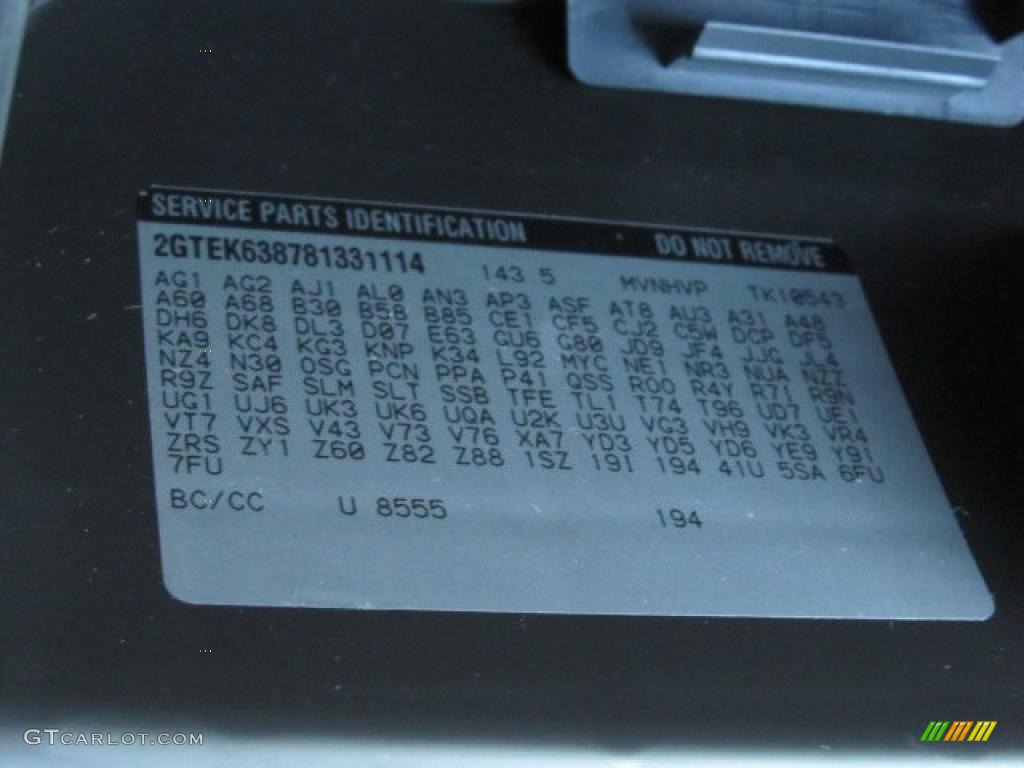 SERVICE PARTS IDENTIFICATION DO NOT REMOVE
2GTEK638781331114 143 5 MVNHVP TK10543
AG1 AG2 AJ1 AL0 AN3 AP3 ASF AT8 AU3 A31 A48
A60 A68 B30 B58 B85 CE1 CF5 CJ2 C5W DCP DF5
DH6 DK8 DL3 D07 E63 GU6 G80 JD9 JF4 JJG JL4
KA9 KC4 KG3 KNP K34 L92 MYC NE1 NR3 NUA NZZ
NZ4 N30 OSG PCN PPA P41 QSS R0O R4Y R71 R9N
R9Z SAF SLM SLT SSB TFE TL1 T74 T96 UD7 UE1
UG1 UJ6 UK3 UK6 UQA U2K U3U VG3 VH9 VK3 VR4
VT7 VXS V43 V73 V76 XA7 YD3 YD5 YD6 YE9 Y91
ZRS ZY1 Z60 Z82 Z88 1SZ 19I 194 41U 5SA 6FU
7FU
BC/CC U 8555 194
GTCARLOT.COM